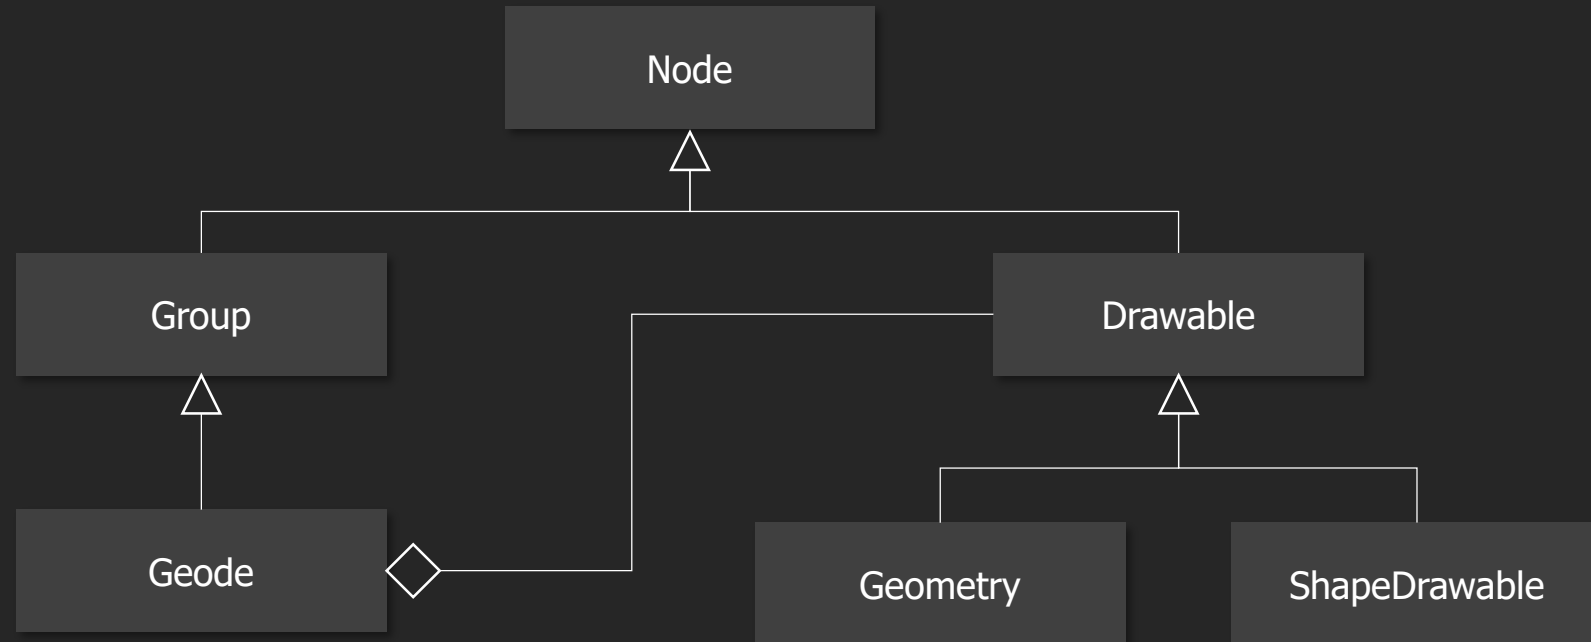 Node
Group
Drawable
Geode
Geometry
ShapeDrawable